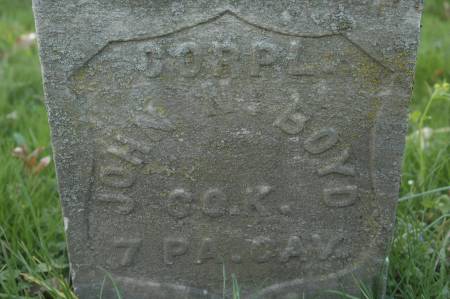 CORPL.
JOHN N. BOYD
CO.K.
7 PA.CAV.